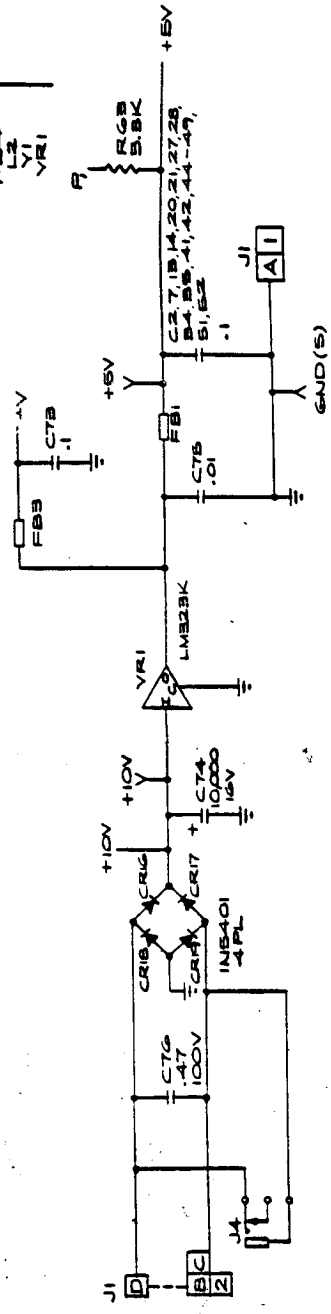 L2
Y1
VR1
+V
FB3
C73
.1
P1
R63
3.3K
+5V
+5V
C2,7,13,14,20,21,27,28,
34,35,41,42,44-49,
51,52
.1
FB1
C75
.01
VR1
LM323K
+10V
+10V
+
C74
10,000
16V
CR16
CR17
CR18
1N5401
4 PL
C76
.47
100V
J1
D
B
C
2
J4
J1
A
1
GND(S)